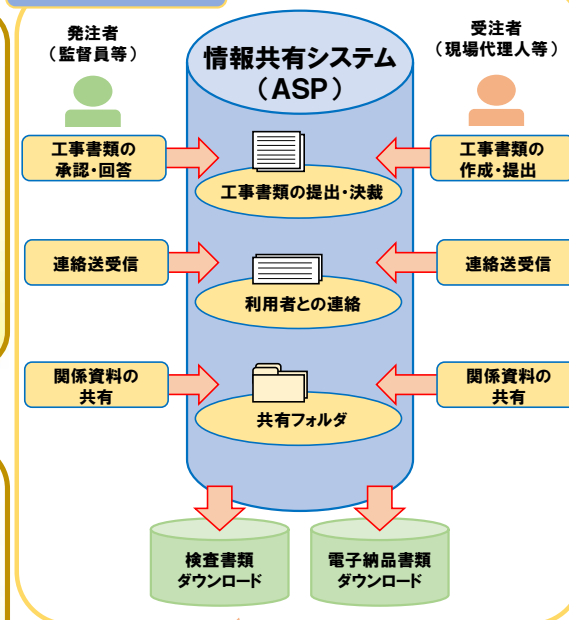 発注者
（監督員等）
情報共有システム
（ASP）
受注者
（現場代理人等）
工事書類の
承認・回答
工事書類の
作成・提出
工事書類の提出・決裁
連絡送受信
連絡送受信
利用者との連絡
関係資料の
共有
関係資料の
共有
共有フォルダ
検査書類
ダウンロード
電子納品書類
ダウンロード